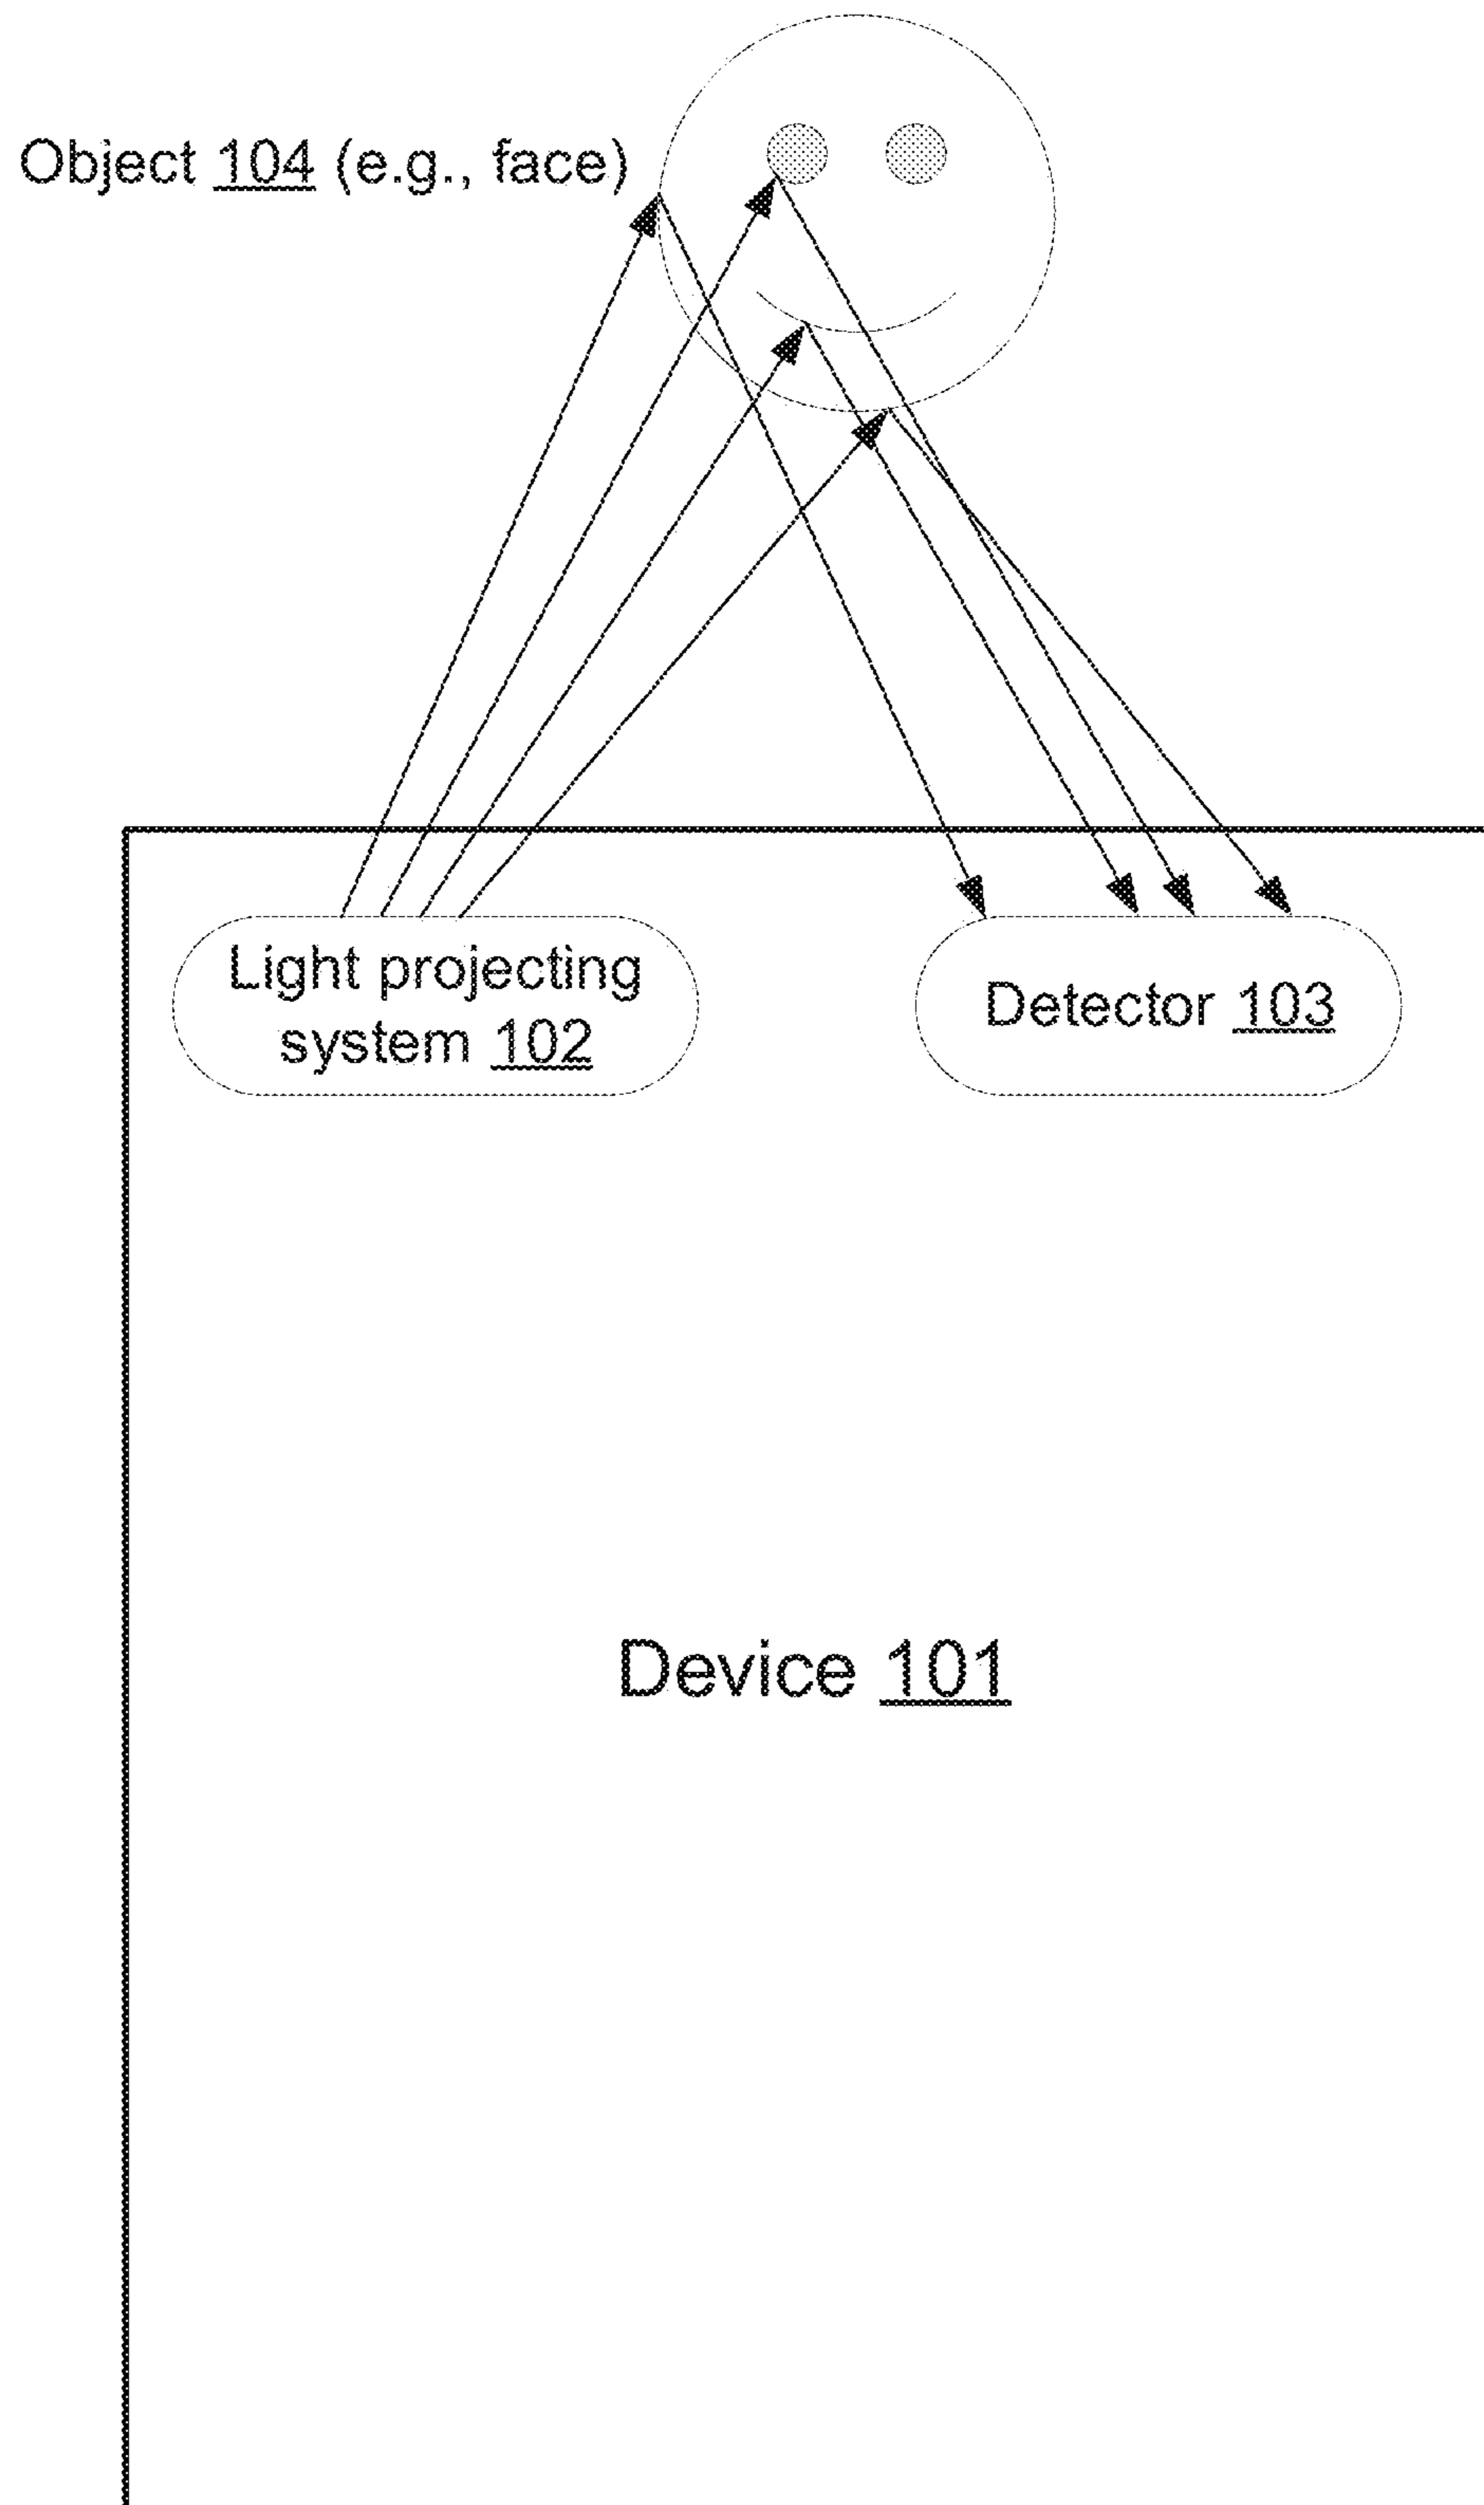 Object 104 (e.g., face)
Light projecting
system 102
Detector 103
Device 101